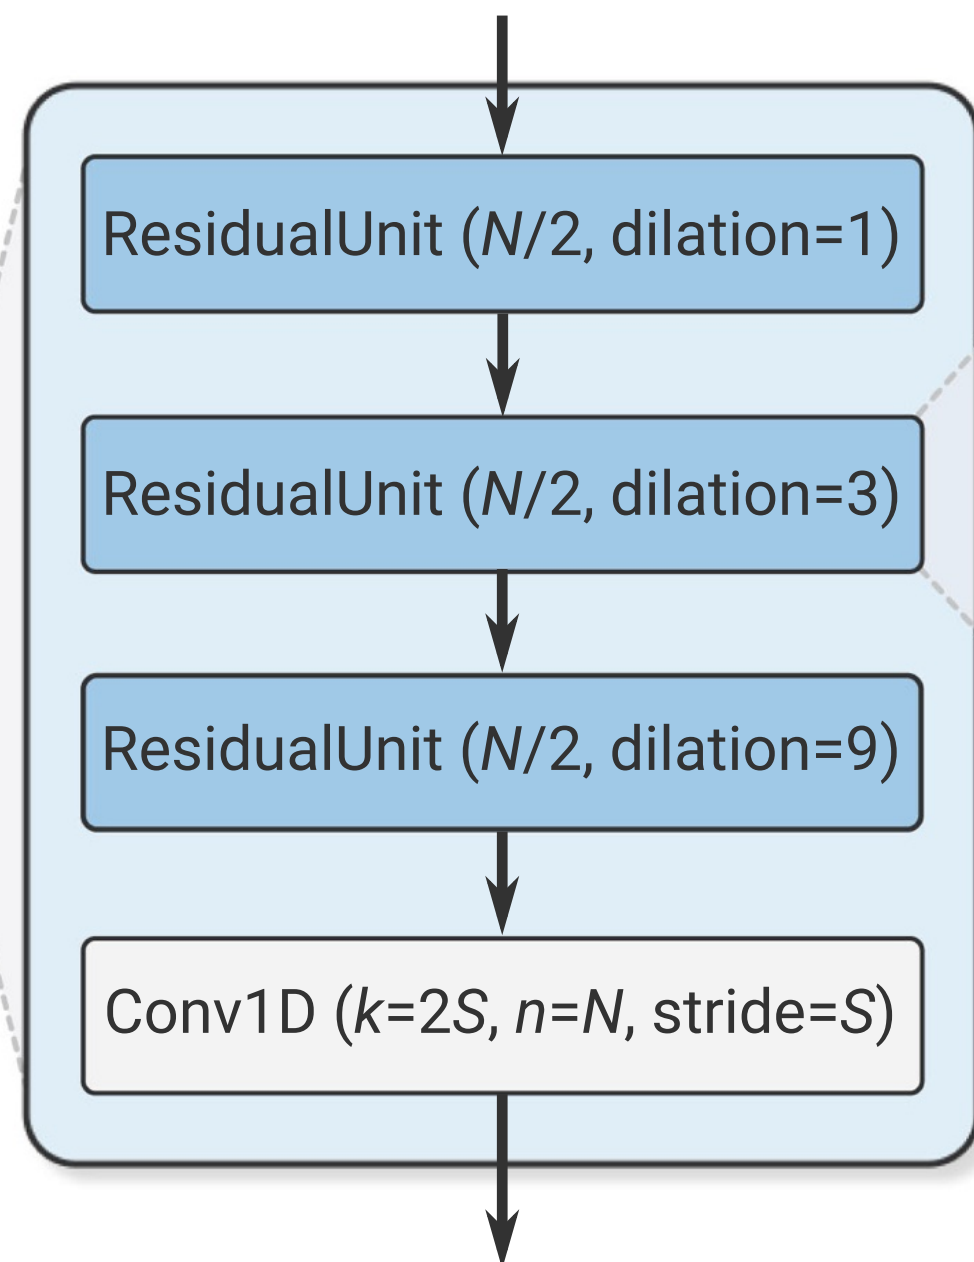 ResidualUnit (N/2, dilation=1)
ResidualUnit (N/2, dilation=3)
ResidualUnit (N/2, dilation=9)
Conv1D (k=2S, n=N, stride=S)